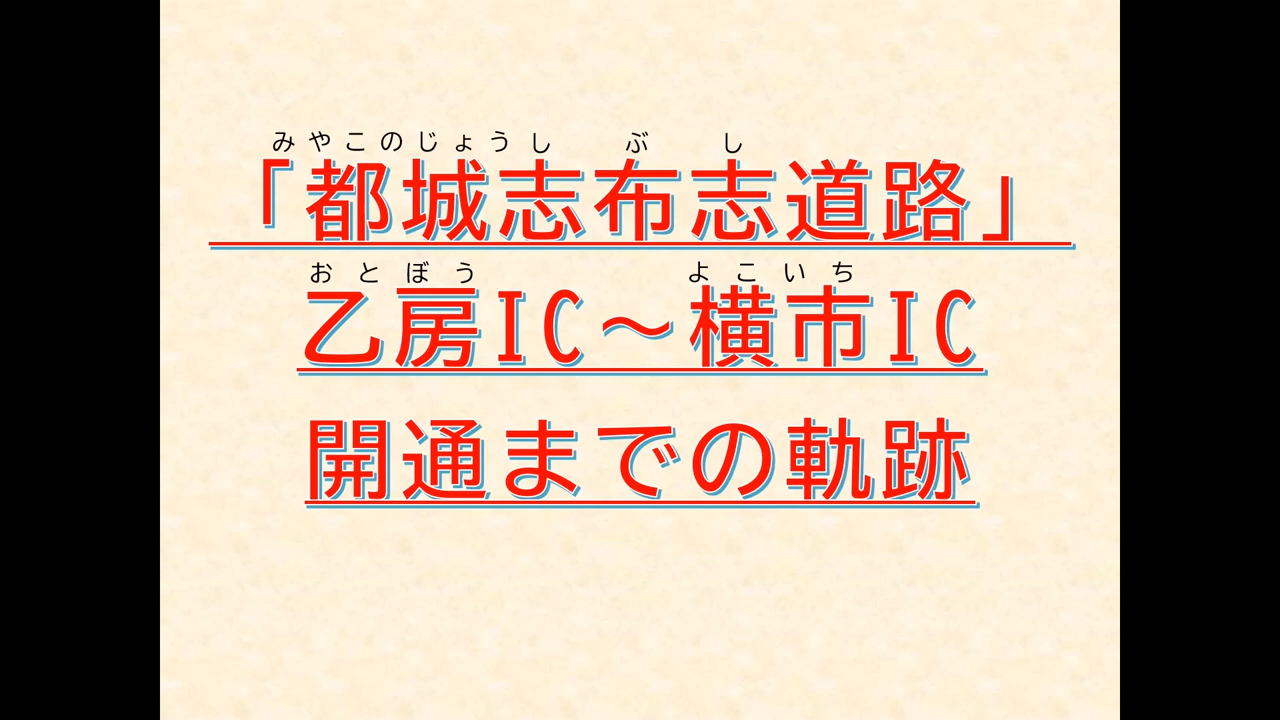 みやこのじょうし ぶ し
「都城志布志道路」
おとぼう よこいち
乙房IC～横市IC
開通までの軌跡